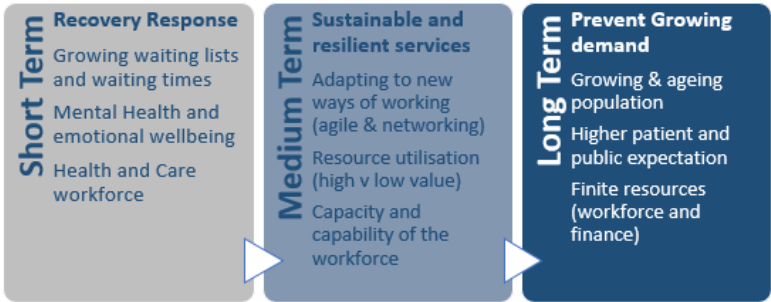 Short Term
Recovery Response
Growing waiting lists
and waiting times
Mental Health and
emotional wellbeing
Health and Care
workforce
Medium Term
Sustainable and
resilient services
Adapting to new
ways of working
(agile & networking)
Resource utilisation
(high v low value)
Capacity and
capability of the
workforce
Long Term
Prevent Growing
demand
Growing & ageing
population
Higher patient and
public expectation
Finite resources
(workforce and
finance)